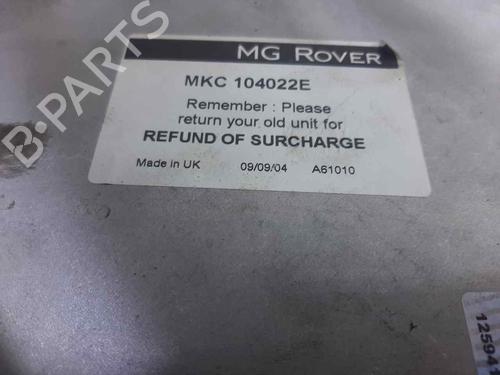 MG ROVER
MKC 104022E
Remember : Please
return your old unit for
REFUND OF SURCHARGE
Made in UK 09/09/04 A61010
B-PARTS
12594